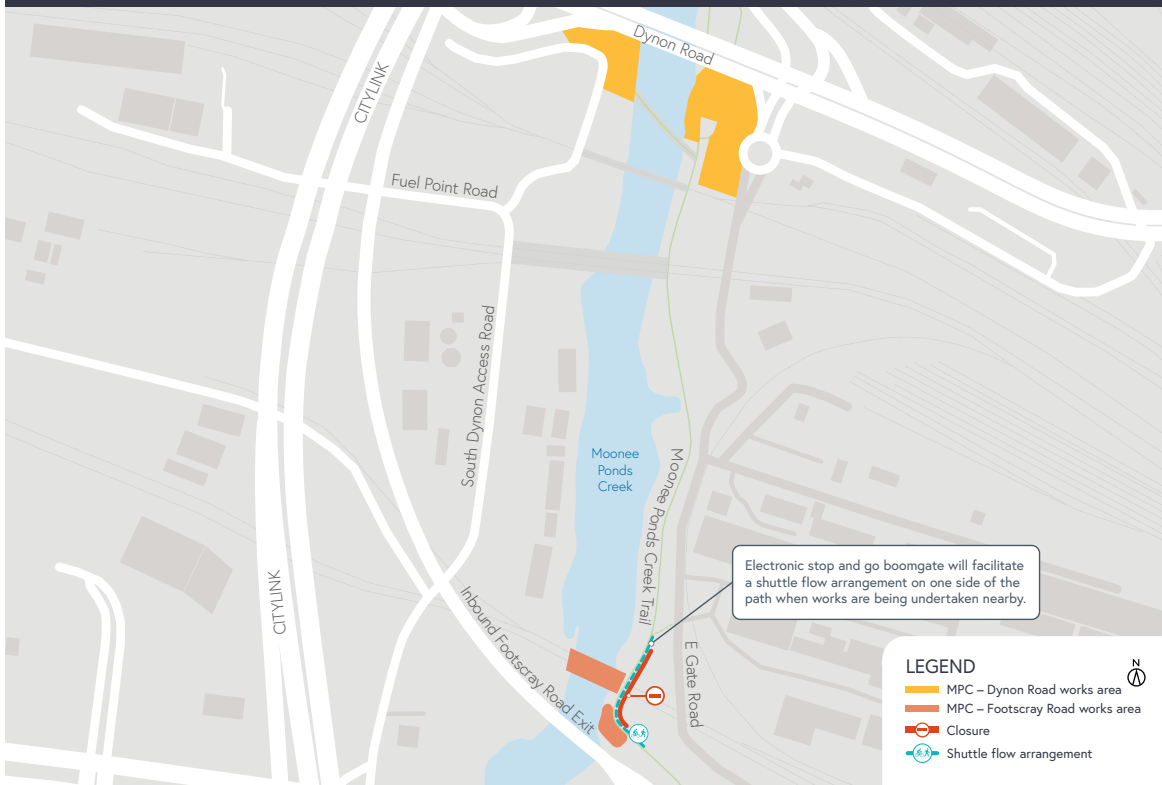 Dynon Road
CITYLINK
Fuel Point Road
South Dynon Access Road
Moonee
Ponds
Creek
Moonee Ponds Creek Trail
Electronic stop and go boomgate will facilitate
a shuttle flow arrangement on one side of the
path when works are being undertaken nearby.
CITYLINK
Inbound Footscray Road Exit
E Gate Road
LEGEND
N
MPC – Dynon Road works area
MPC – Footscray Road works area
Closure
Shuttle flow arrangement